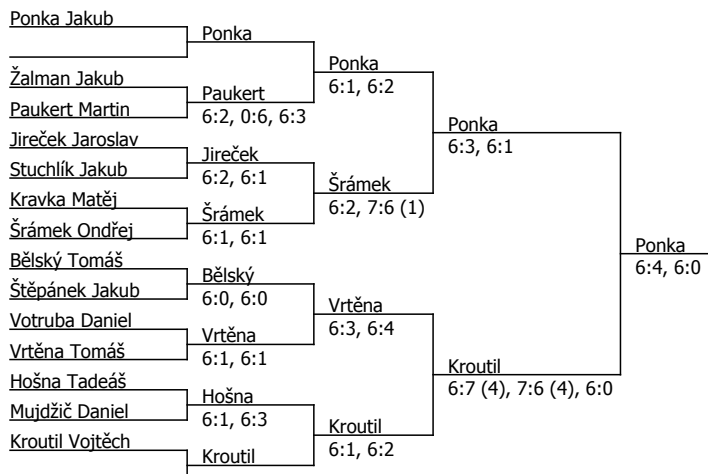 Ponka Jakub
Ponka
Ponka
6:1, 6:2
Žalman Jakub
Paukert
6:2, 0:6, 6:3
Paukert Martin
Ponka
6:3, 6:1
Jireček Jaroslav
Jireček
6:2, 6:1
Stuchlík Jakub
Šrámek
6:2, 7:6 (1)
Kravka Matěj
Šrámek
6:1, 6:1
Šrámek Ondřej
Ponka
6:4, 6:0
Bělský Tomáš
Bělský
6:0, 6:0
Štěpánek Jakub
Vrtěna
6:3, 6:4
Votruba Daniel
Vrtěna
6:1, 6:1
Vrtěna Tomáš
Kroutil
6:7 (4), 7:6 (4), 6:0
Hošna Tadeáš
Hošna
6:1, 6:3
Mujdžič Daniel
Kroutil
6:1, 6:2
Kroutil Vojtěch
Kroutil